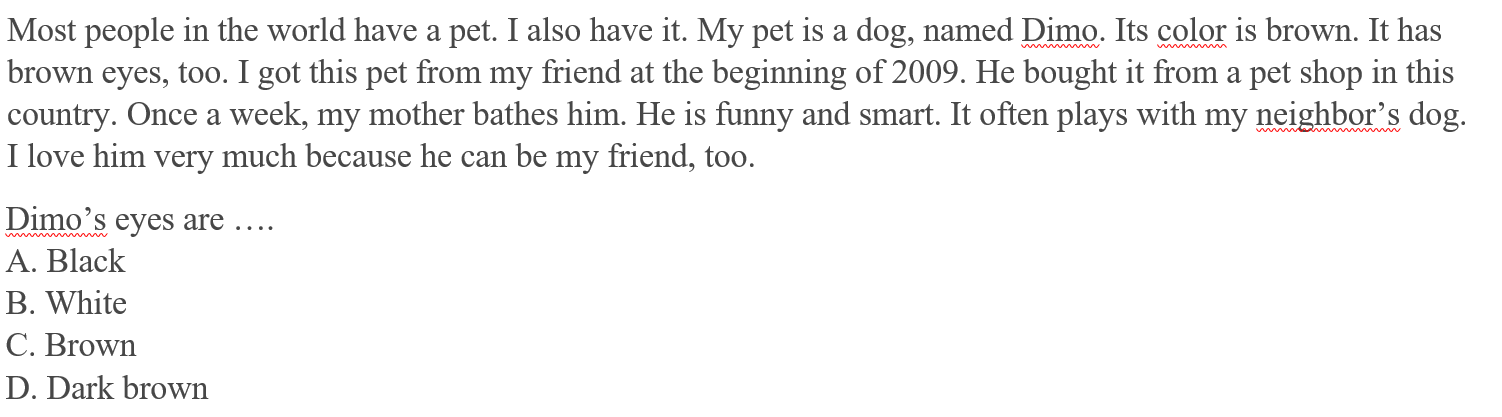 Most people in the world have a pet. I also have it. My pet is a dog, named Dimo. Its color is brown. It has
brown eyes, too. I got this pet from my friend at the beginning of 2009. He bought it from a pet shop in this
country. Once a week, my mother bathes him. He is funny and smart. It often plays with my neighbor’s dog.
I love him very much because he can be my friend, too.
Dimo’s eyes are ….
A. Black
B. White
C. Brown
D. Dark brown